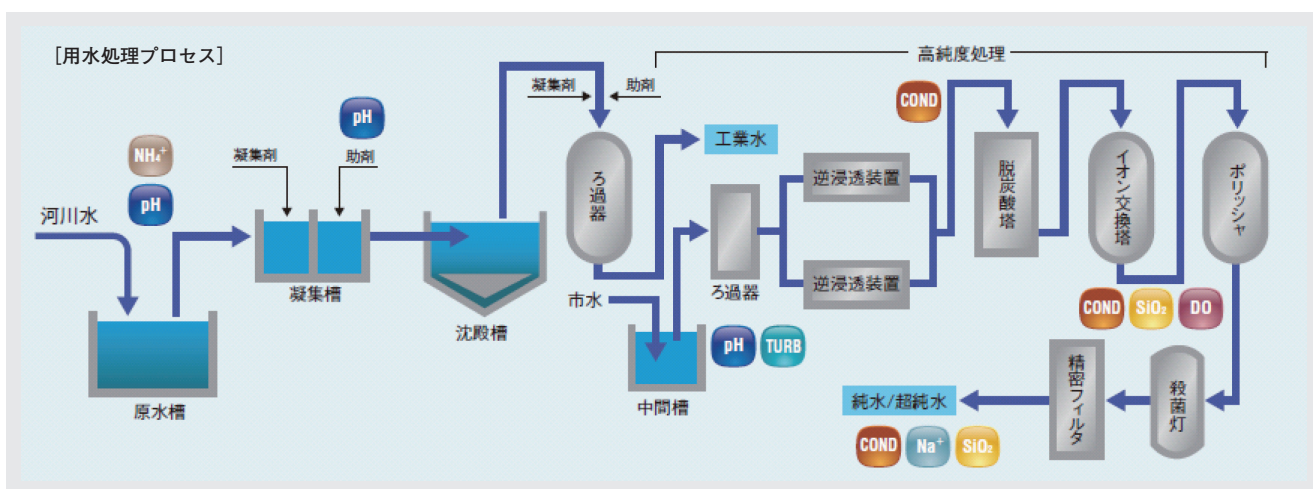 [用水処理プロセス]
高純度処理
凝集剤
助剤
COND
pH
工業水
NH₄⁺
凝集剤
助剤
ろ過器
逆浸透装置
脱炭酸塔
イオン交換塔
ポリッシャ
pH
河川水
凝集槽
ろ過器
逆浸透装置
市水
沈殿槽
COND
SiO₂
DO
pH
TURB
原水槽
中間槽
純水/超純水
精密フィルタ
殺菌灯
COND
Na⁺
SiO₂